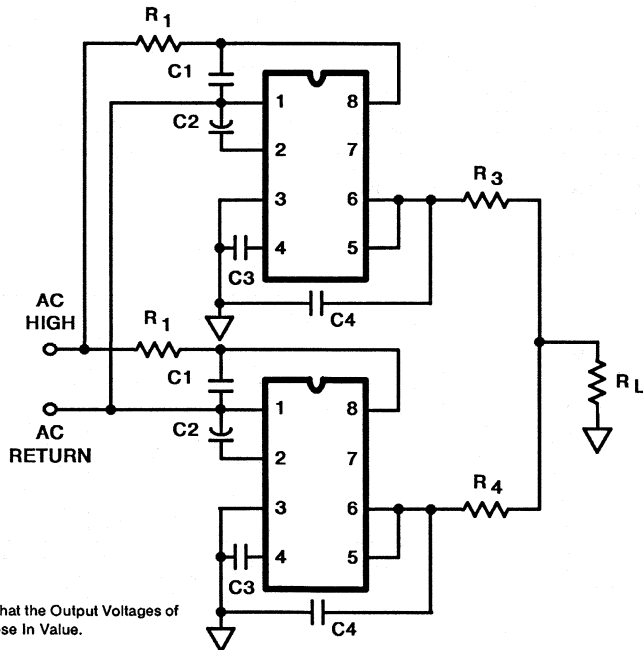 R1
C1
1 8
C2
2 7
3 6
R3
4 5
C3
C4
AC
HIGH
R1
C1
RL
1 8
C2
AC
RETURN
2 7
3 6
R4
4 5
C3
hat the Output Voltages of
se In Value.
C4